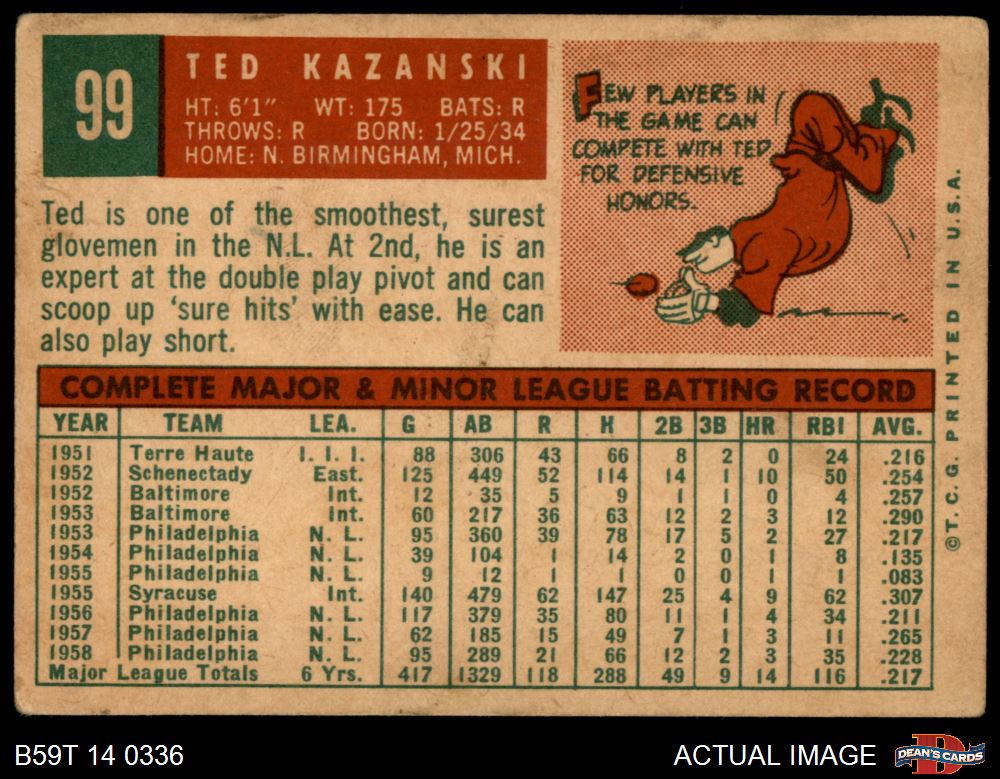 99
TED KAZANSKI
HT: 6'1" WT: 175 BATS: R
THROWS: R BORN: 1/25/34
HOME: N. BIRMINGHAM, MICH.
FEW PLAYERS IN
THE GAME CAN
COMPETE WITH TED
FOR DEFENSIVE
HONORS.
Ted is one of the smoothest, surest
glovemen in the N.L. At 2nd, he is an
expert at the double play pivot and can
scoop up 'sure hits' with ease. He can
also play short.
COMPLETE MAJOR & MINOR LEAGUE BATTING RECORD
YEAR TEAM LEA. G AB R H 2B 3B HR RBI AVG.
1951 Terre Haute I. I. I. 88 306 43 66 8 2 0 24 .216
1952 Schenectady East. 125 449 52 114 14 1 10 50 .254
1952 Baltimore Int. 12 35 5 9 1 1 0 4 .257
1953 Baltimore Int. 60 217 36 63 12 2 3 12 .290
1953 Philadelphia N. L. 95 360 39 78 17 5 2 27 .217
1954 Philadelphia N. L. 39 104 1 14 2 0 1 8 .135
1955 Philadelphia N. L. 9 12 1 1 0 0 1 1 .083
1955 Syracuse Int. 140 479 62 147 25 4 9 62 .307
1956 Philadelphia N. L. 117 379 35 80 11 1 4 34 .211
1957 Philadelphia N. L. 62 185 15 49 7 1 3 11 .265
1958 Philadelphia N. L. 95 289 21 66 12 2 3 35 .228
Major League Totals 6 Yrs. 417 1329 118 288 49 9 14 116 .217
© T. C. G. PRINTED IN U.S.A.
B59T 14 0336
ACTUAL IMAGE
D
DEAN'S CARDS